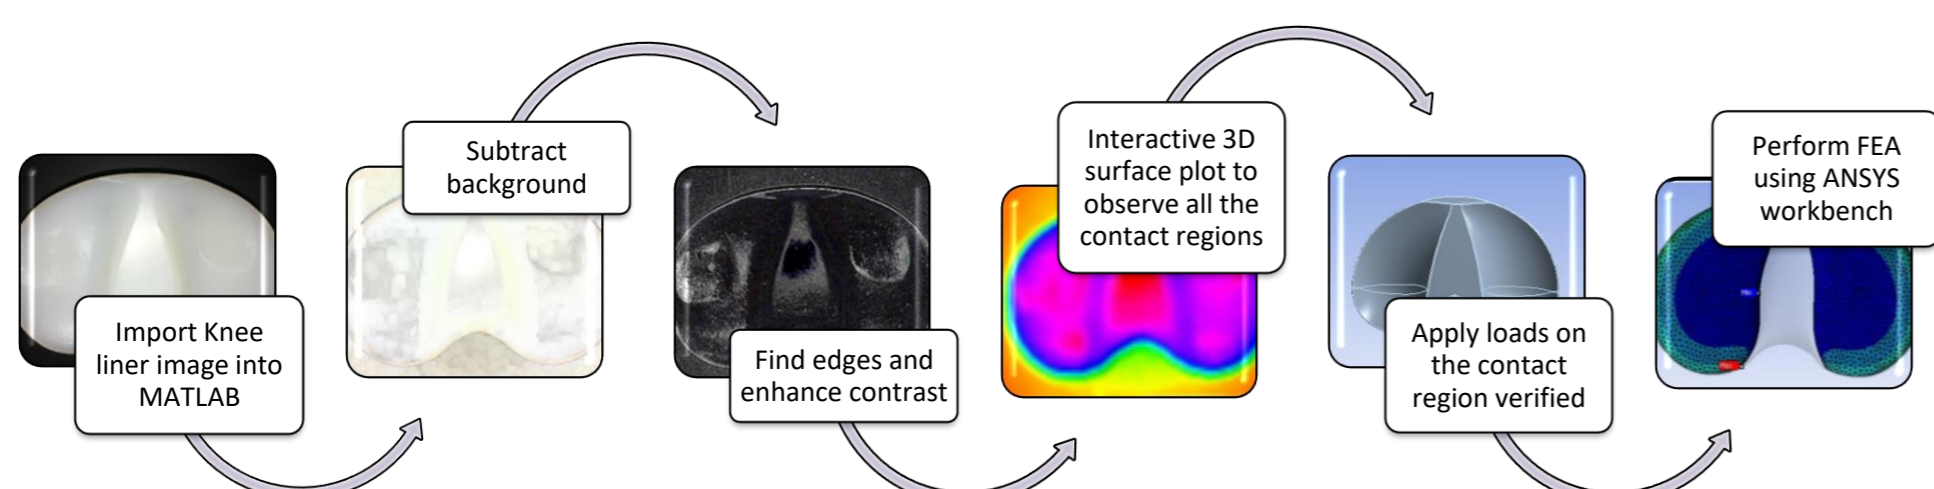 Import Knee
liner image into
MATLAB
Subtract
background
Find edges and
enhance contrast
Interactive 3D
surface plot to
observe all the
contact regions
Apply loads on
the contact
region verified
Perform FEA
using ANSYS
workbench